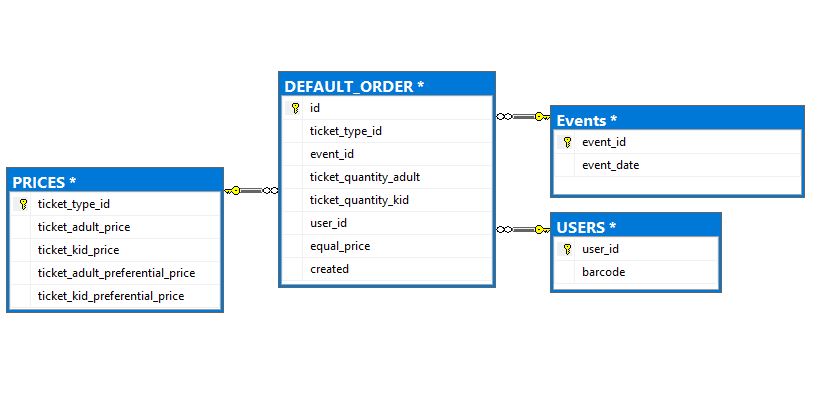 DEFAULT_ORDER *
id
ticket_type_id
event_id
ticket_quantity_adult
ticket_quantity_kid
user_id
equal_price
created
Events *
event_id
event_date
PRICES *
ticket_type_id
ticket_adult_price
ticket_kid_price
ticket_adult_preferential_price
ticket_kid_preferential_price
USERS *
user_id
barcode